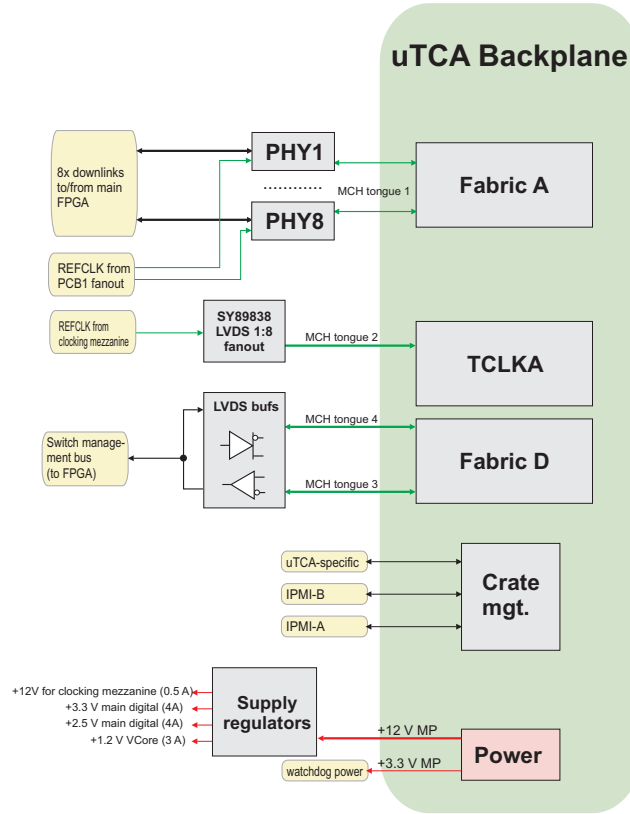 uTCA Backplane
8x downlinks
to/from main
FPGA
PHY1
MCH tongue 1
PHY8
Fabric A
REFCLK from
PCB1 fanout
REFCLK from
clocking mezzanine
SY89838
LVDS 1:8
fanout
MCH tongue 2
TCLKA
LVDS bufs
MCH tongue 4
Switch manage-
ment bus
(to FPGA)
Fabric D
MCH tongue 3
uTCA-specific
IPMI-B
IPMI-A
Crate
mgt.
+12V for clocking mezzanine (0.5 A)
+3.3 V main digital (4A)
+2.5 V main digital (4A)
+1.2 V VCore (3 A)
Supply
regulators
+12 V MP
Power
watchdog power
+3.3 V MP